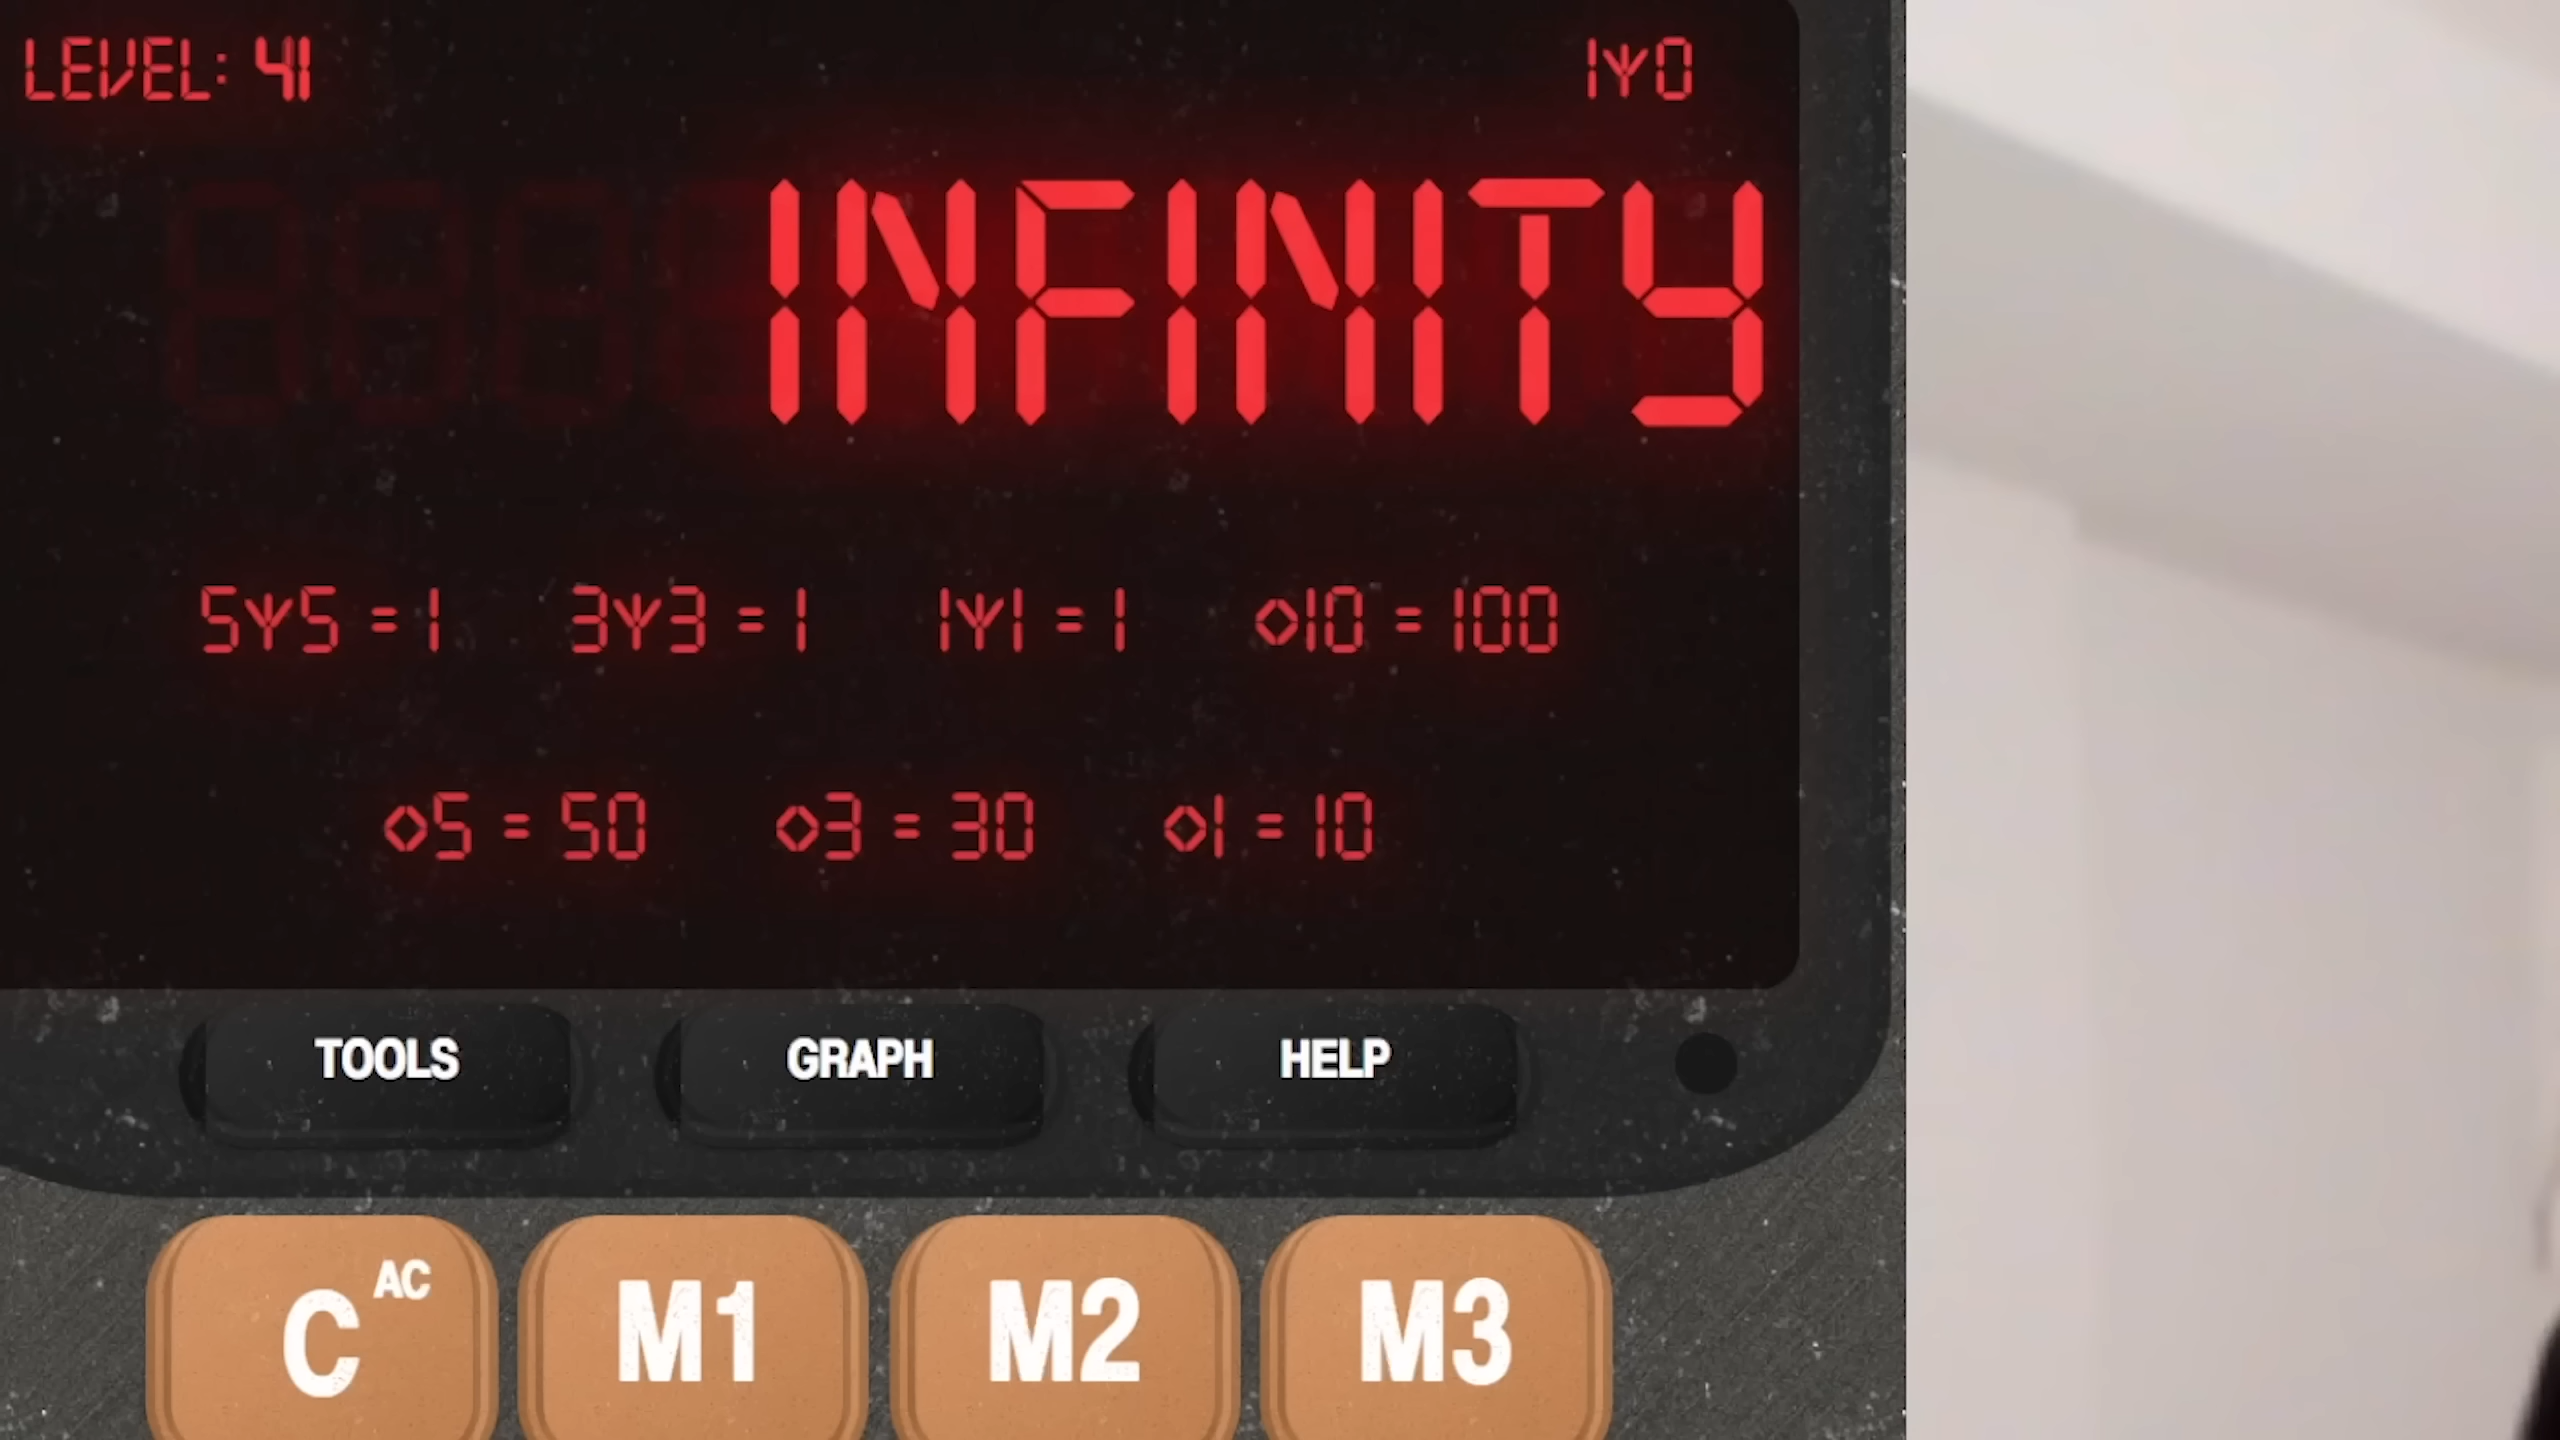 LEVEL: 41 1Ψ0
INFINITY
5Ψ5 = 1 3Ψ3 = 1 1Ψ1 = 1 ◇10 = 100
◇5 = 50 ◇3 = 30 ◇1 = 10
TOOLS GRAPH HELP
C AC M1 M2 M3